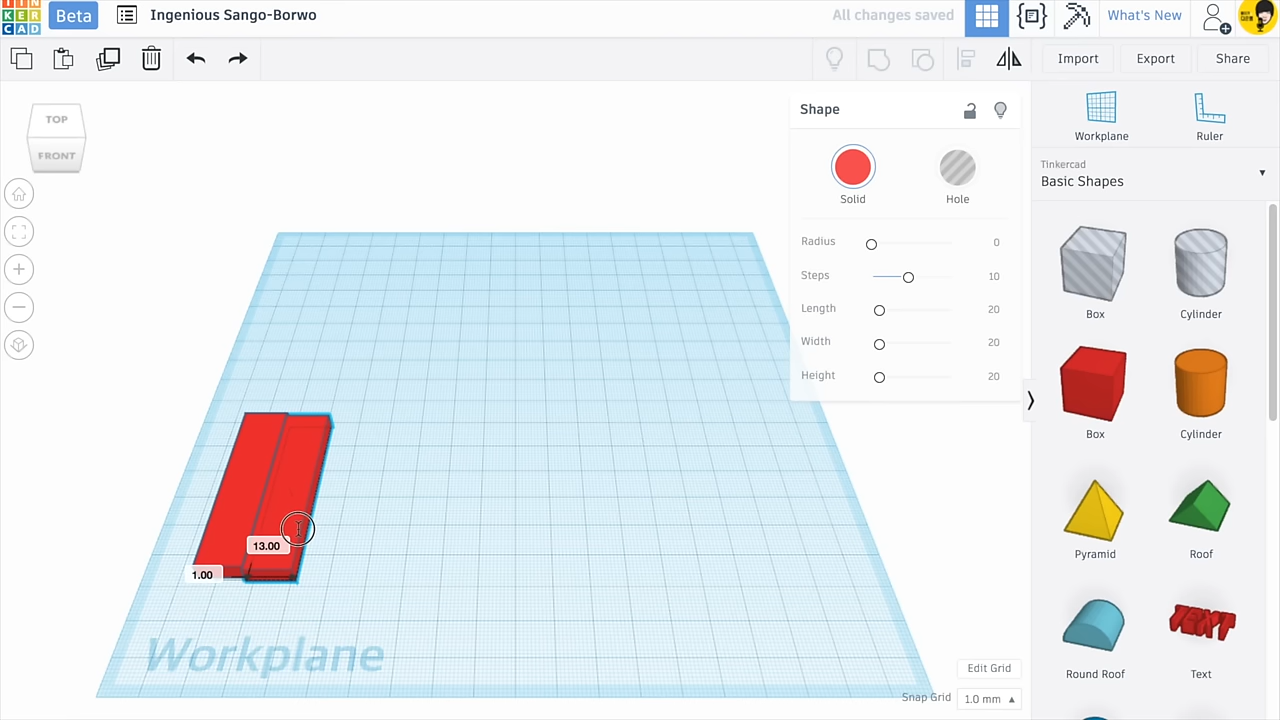 TIN
KER
CAD
Beta
Ingenious Sango-Borwo
All changes saved
What's New
Import
Export
Share
TOP
FRONT
Shape
Solid
Hole
Radius
0
Steps
10
Length
20
Width
20
Height
20
Workplane
Ruler
Tinkercad
Basic Shapes
Box
Cylinder
Box
Cylinder
Pyramid
Roof
TEXT
Round Roof
Text
13.00
1.00
Workplane
Edit Grid
Snap Grid
1.0 mm